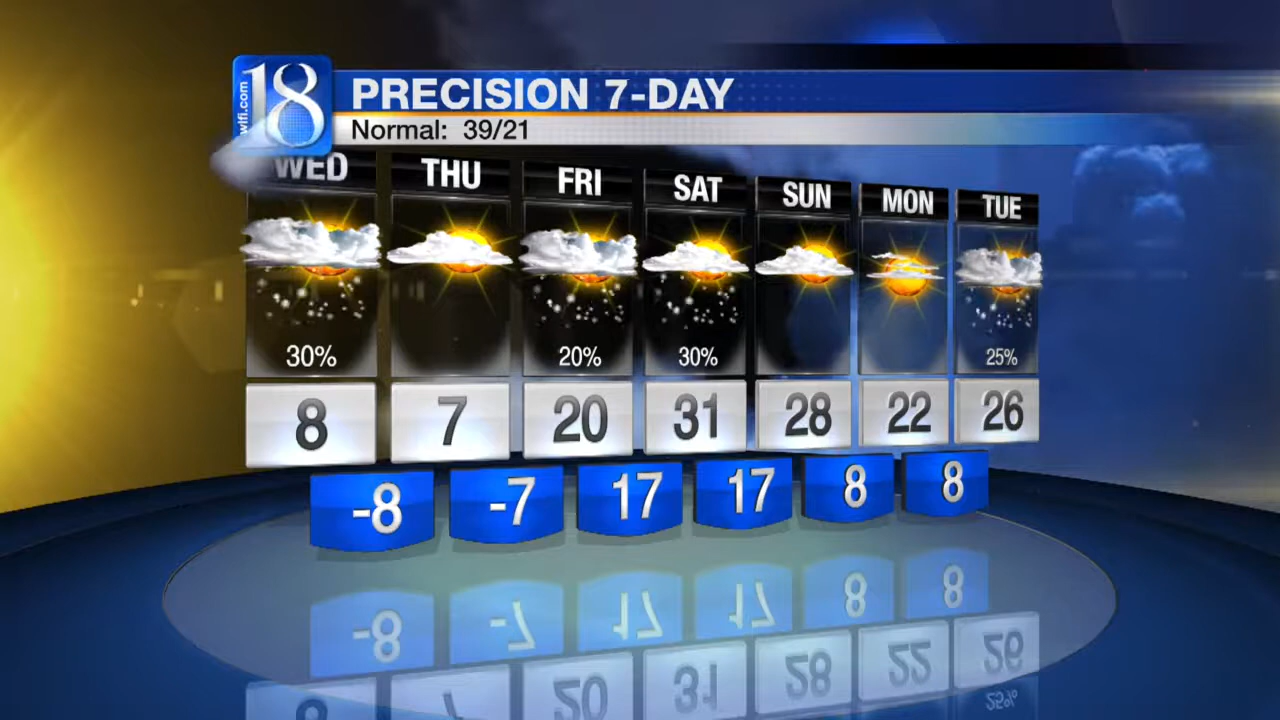 wlfi.com
18
PRECISION 7-DAY
Normal: 39/21
WED THU FRI SAT SUN MON TUE
30% 20% 30% 25%
8 7 20 31 28 22 26
-8 -7 17 17 8 8